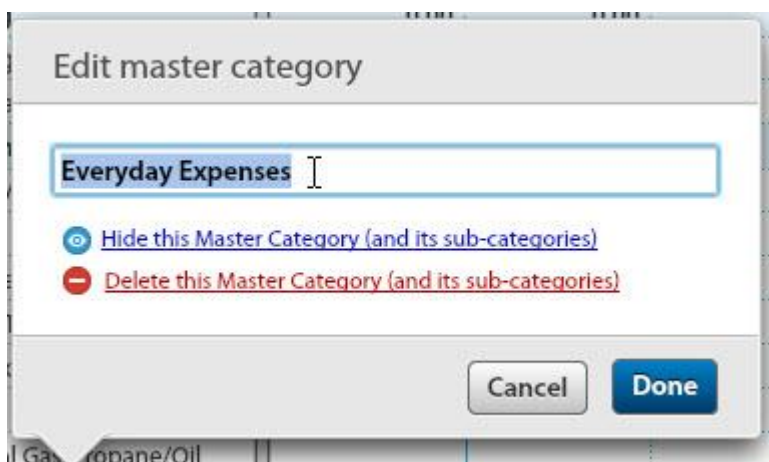 Edit master category
Everyday Expenses
Hide this Master Category (and its sub-categories)
Delete this Master Category (and its sub-categories)
Cancel Done